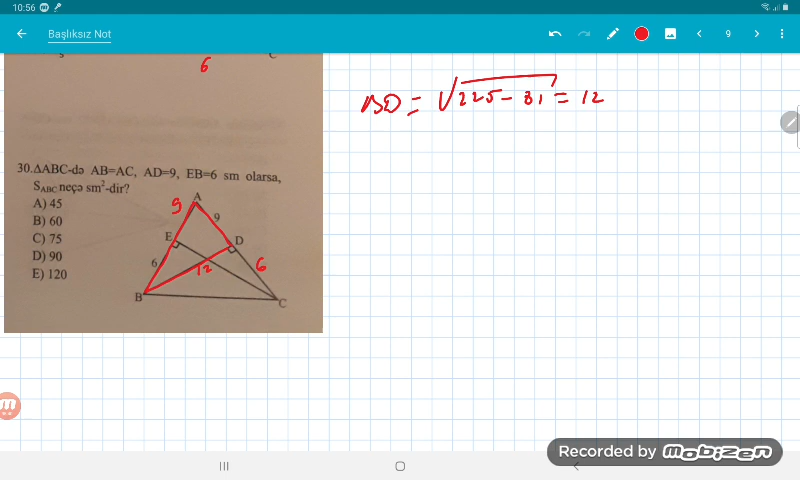 10:56
Başlıksız Not
9
6
BD = √225 - 81 = 12
30.ΔABC-də AB=AC, AD=9, EB=6 sm olarsa,
S_ABC neçə sm²-dir?
A) 45
B) 60
C) 75
D) 90
E) 120
A
9
9
E
D
6
12
6
B
C
Recorded by
mobizen